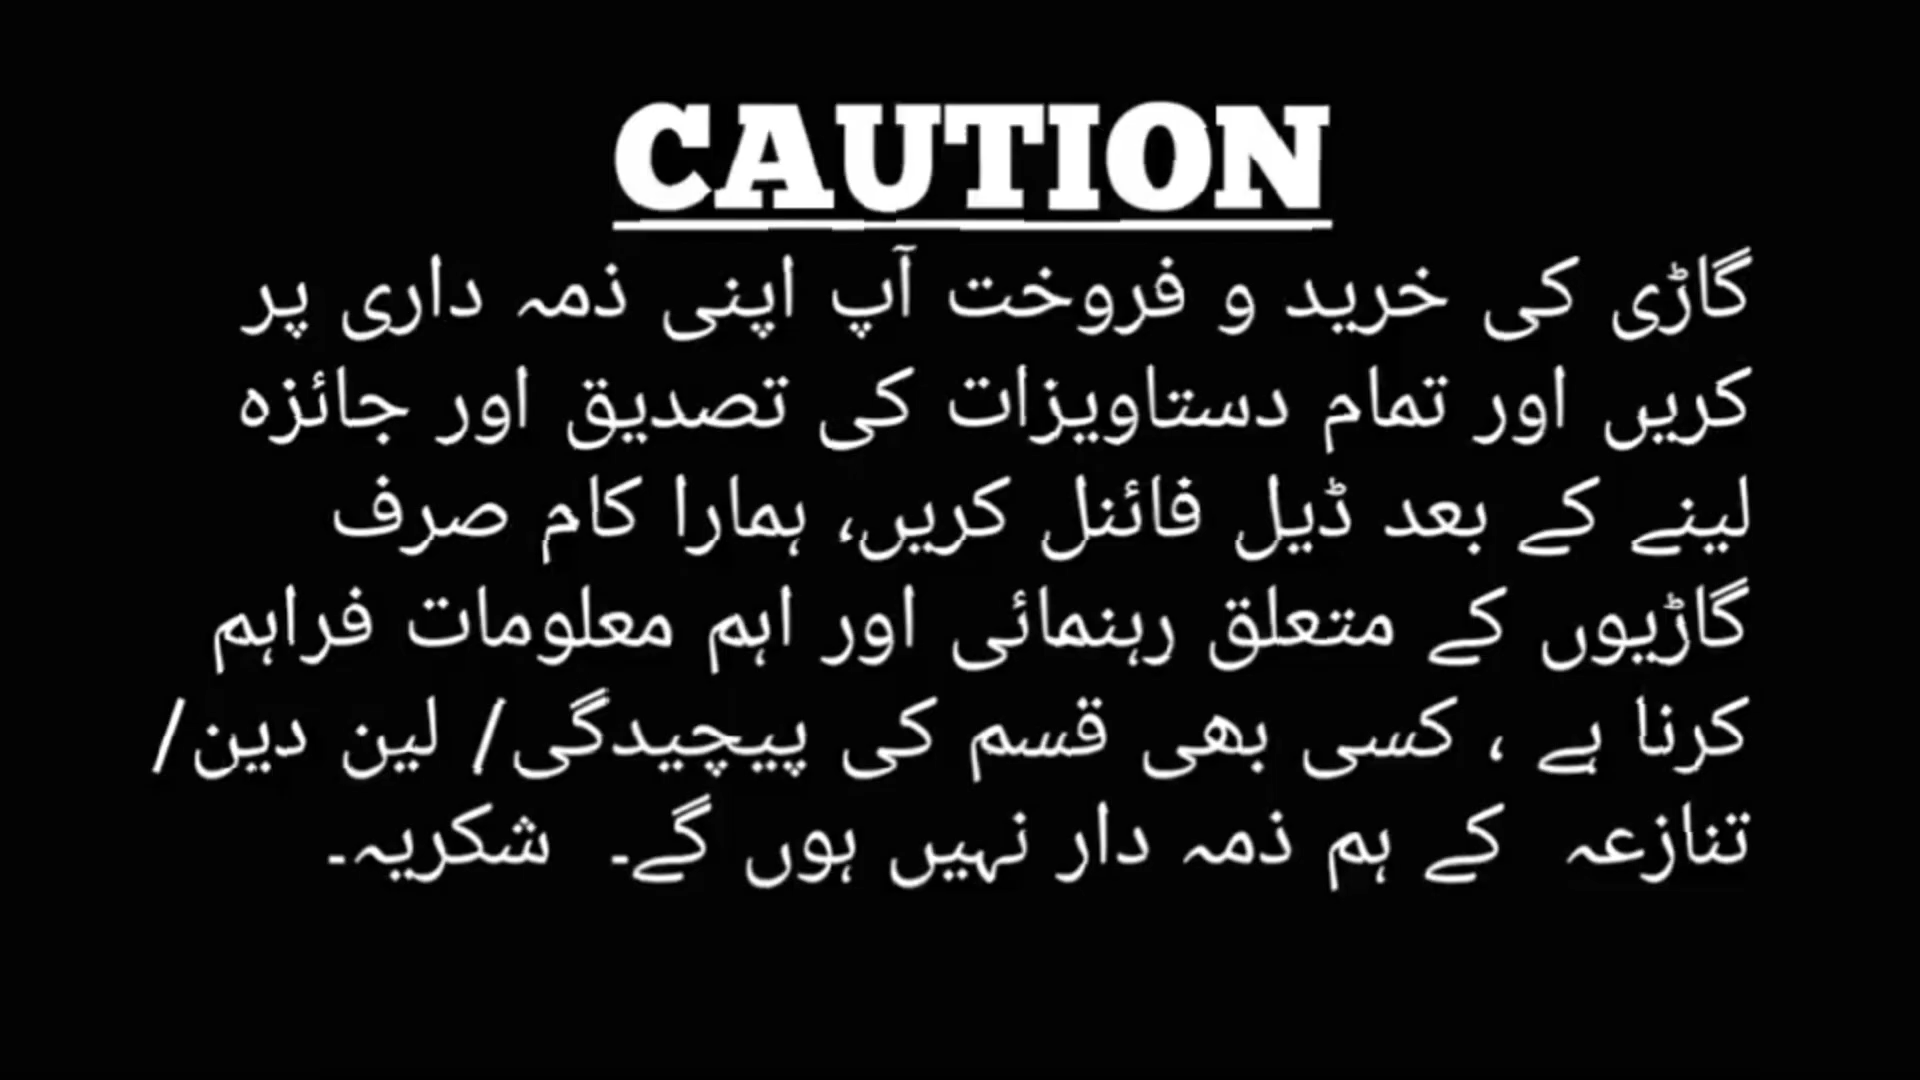 CAUTION
گاڑی کی خرید و فروخت آپ اپنی ذمہ داری پر
کریں اور تمام دستاویزات کی تصدیق اور جائزہ
لینے کے بعد ڈیل فائنل کریں، ہمارا کام صرف
گاڑیوں کے متعلق رہنمائی اور اہم معلومات فراہم
کرنا ہے ، کسی بھی قسم کی پیچیدگی/ لین دین/
تنازعہ کے ہم ذمہ دار نہیں ہوں گے۔ شکریہ۔